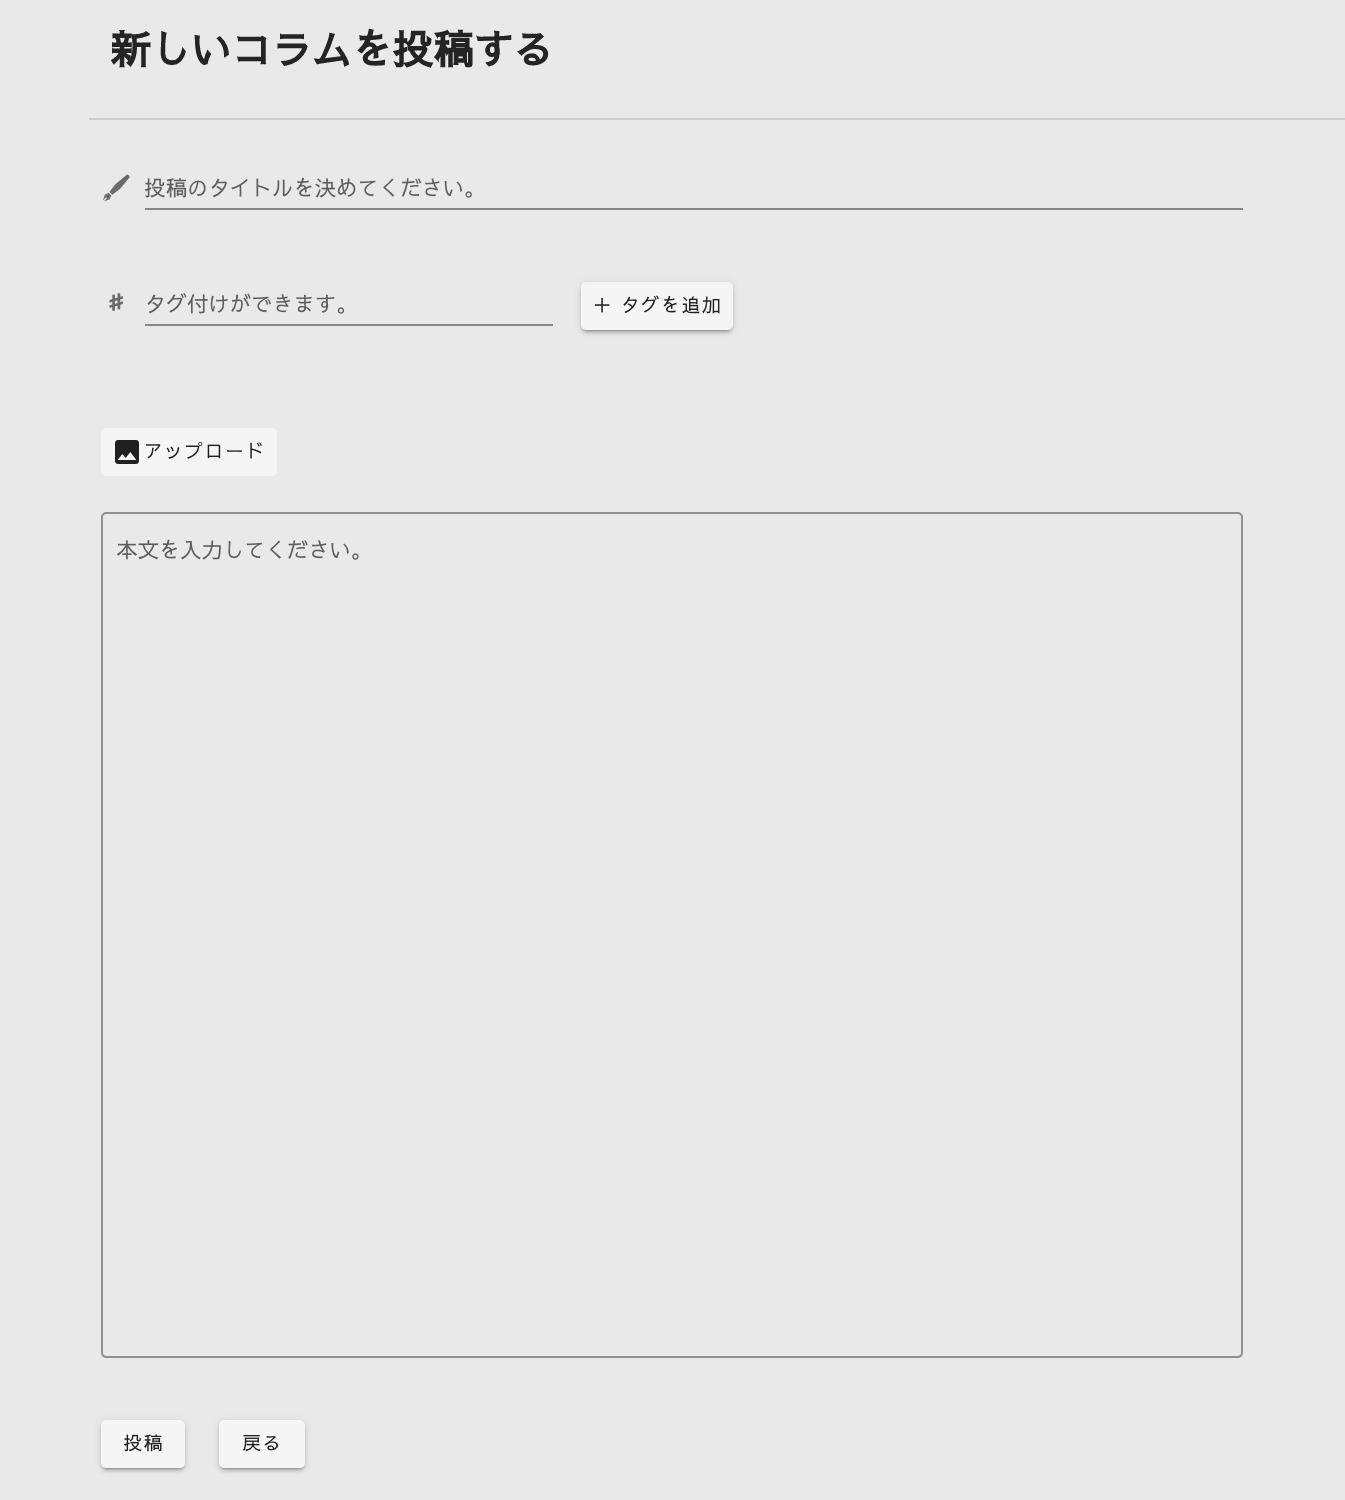 新しいコラムを投稿する
投稿のタイトルを決めてください。
タグ付けができます。
＋ タグを追加
アップロード
本文を入力してください。
投稿
戻る